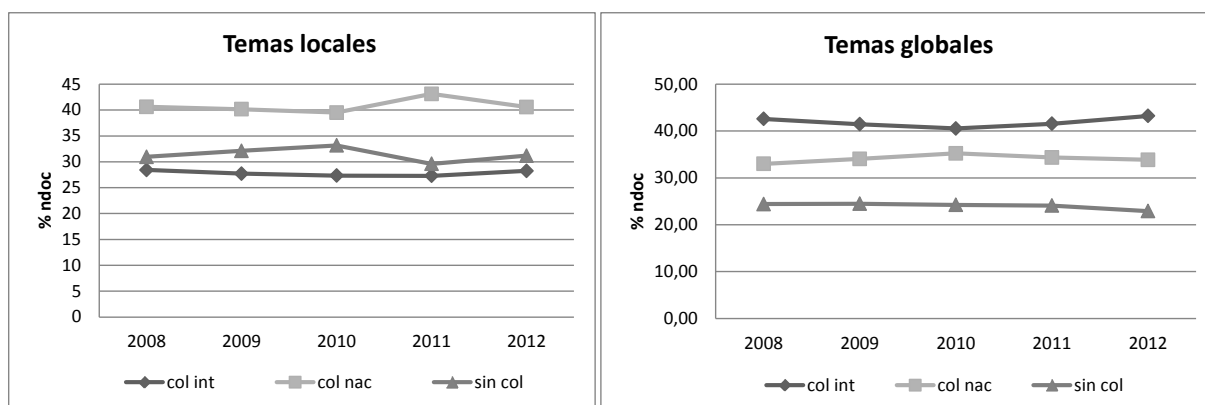 Temas locales
45
40
35
30
25
20
15
10
5
0
% ndoc
2008 2009 2010 2011 2012
col int col nac sin col
Temas globales
50,00
40,00
30,00
20,00
10,00
0,00
% ndoc
2008 2009 2010 2011 2012
col int col nac sin col